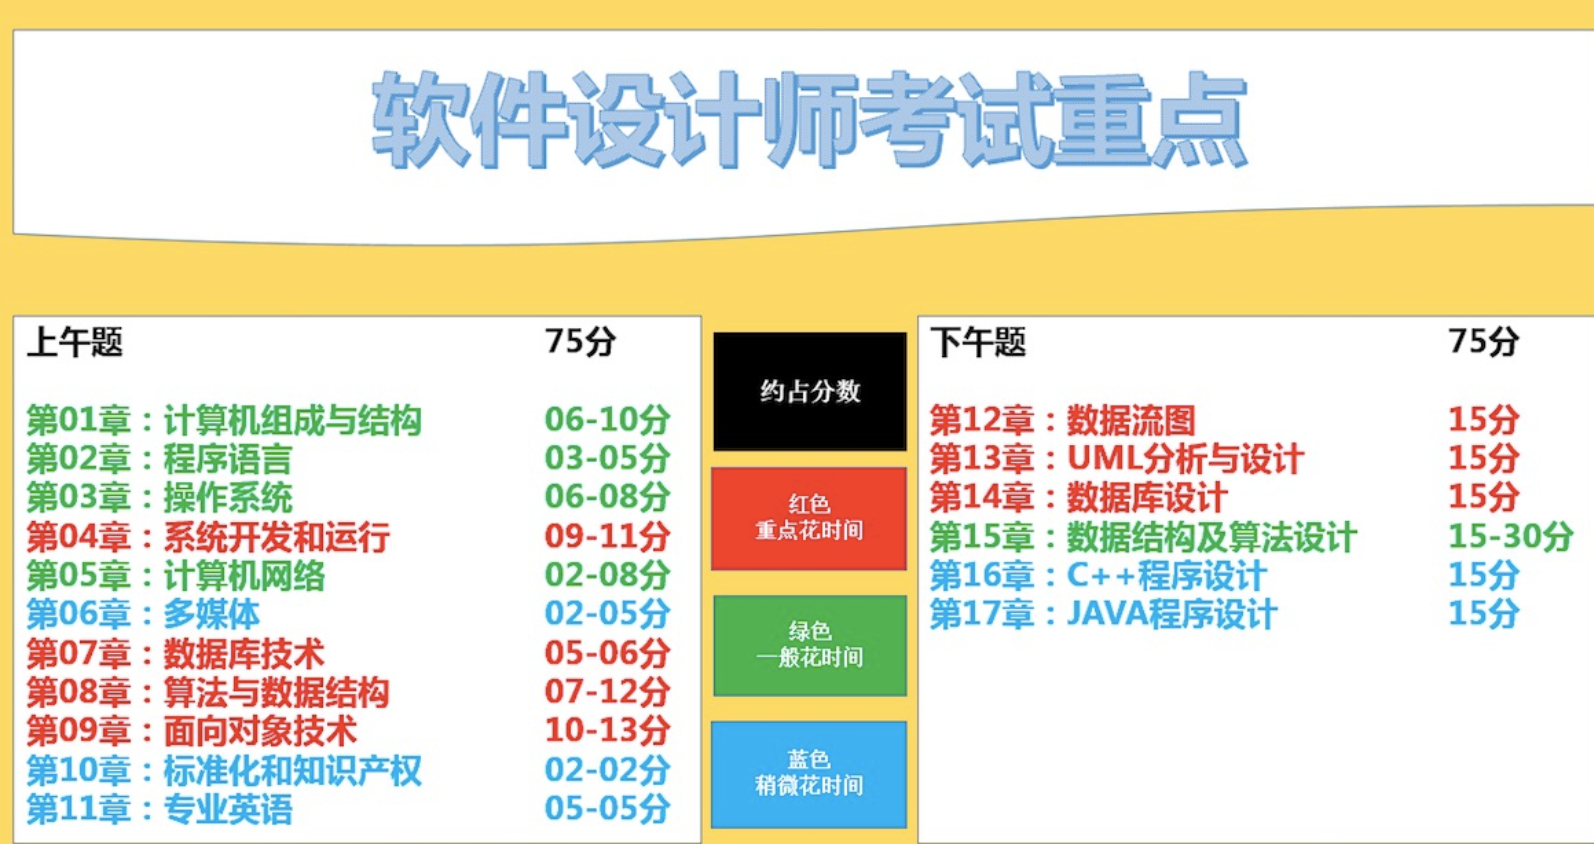 软件设计师考试重点
上午题 75分
第01章：计算机组成与结构 06-10分
第02章：程序语言 03-05分
第03章：操作系统 06-08分
第04章：系统开发和运行 09-11分
第05章：计算机网络 02-08分
第06章：多媒体 02-05分
第07章：数据库技术 05-06分
第08章：算法与数据结构 07-12分
第09章：面向对象技术 10-13分
第10章：标准化和知识产权 02-02分
第11章：专业英语 05-05分
约占分数
红色
重点花时间
绿色
一般花时间
蓝色
稍微花时间
下午题 75分
第12章：数据流图 15分
第13章：UML分析与设计 15分
第14章：数据库设计 15分
第15章：数据结构及算法设计 15-30分
第16章：C++程序设计 15分
第17章：JAVA程序设计 15分